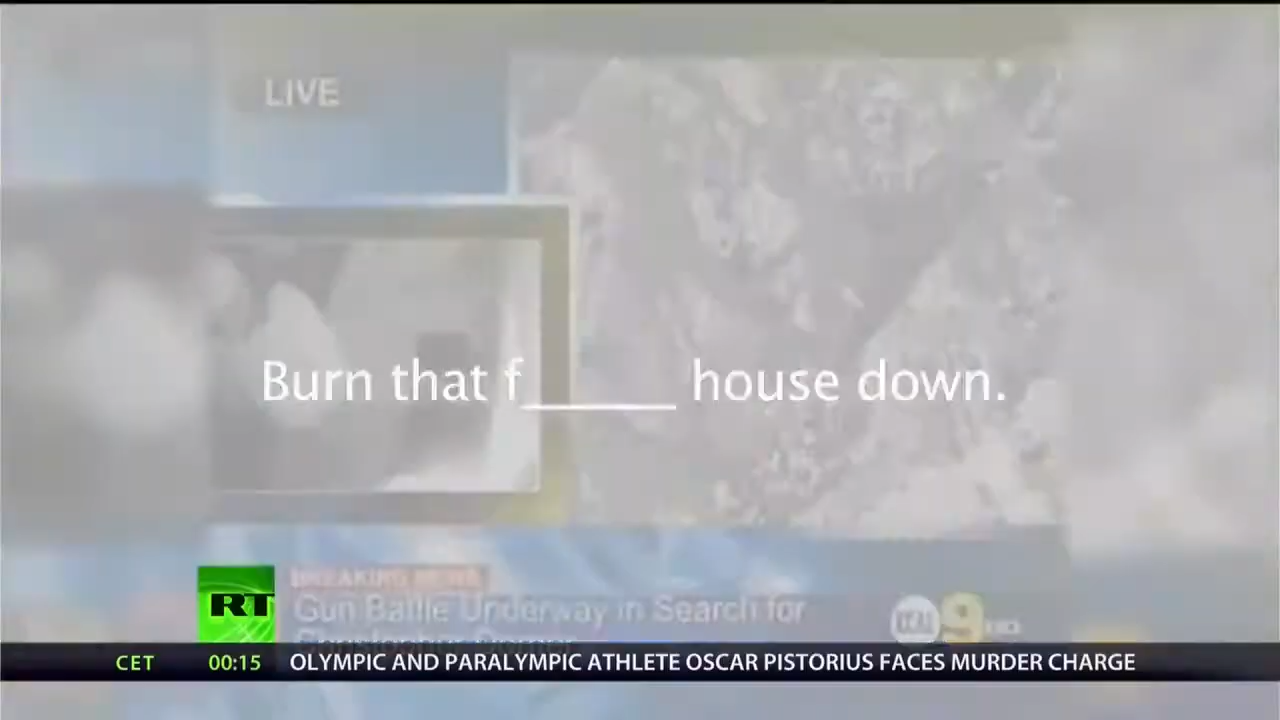 LIVE
Burn that f______ house down.
BREAKING NEWS
Gun Battle Underway in Search for
RT
9
CET 00:15 OLYMPIC AND PARALYMPIC ATHLETE OSCAR PISTORIUS FACES MURDER CHARGE